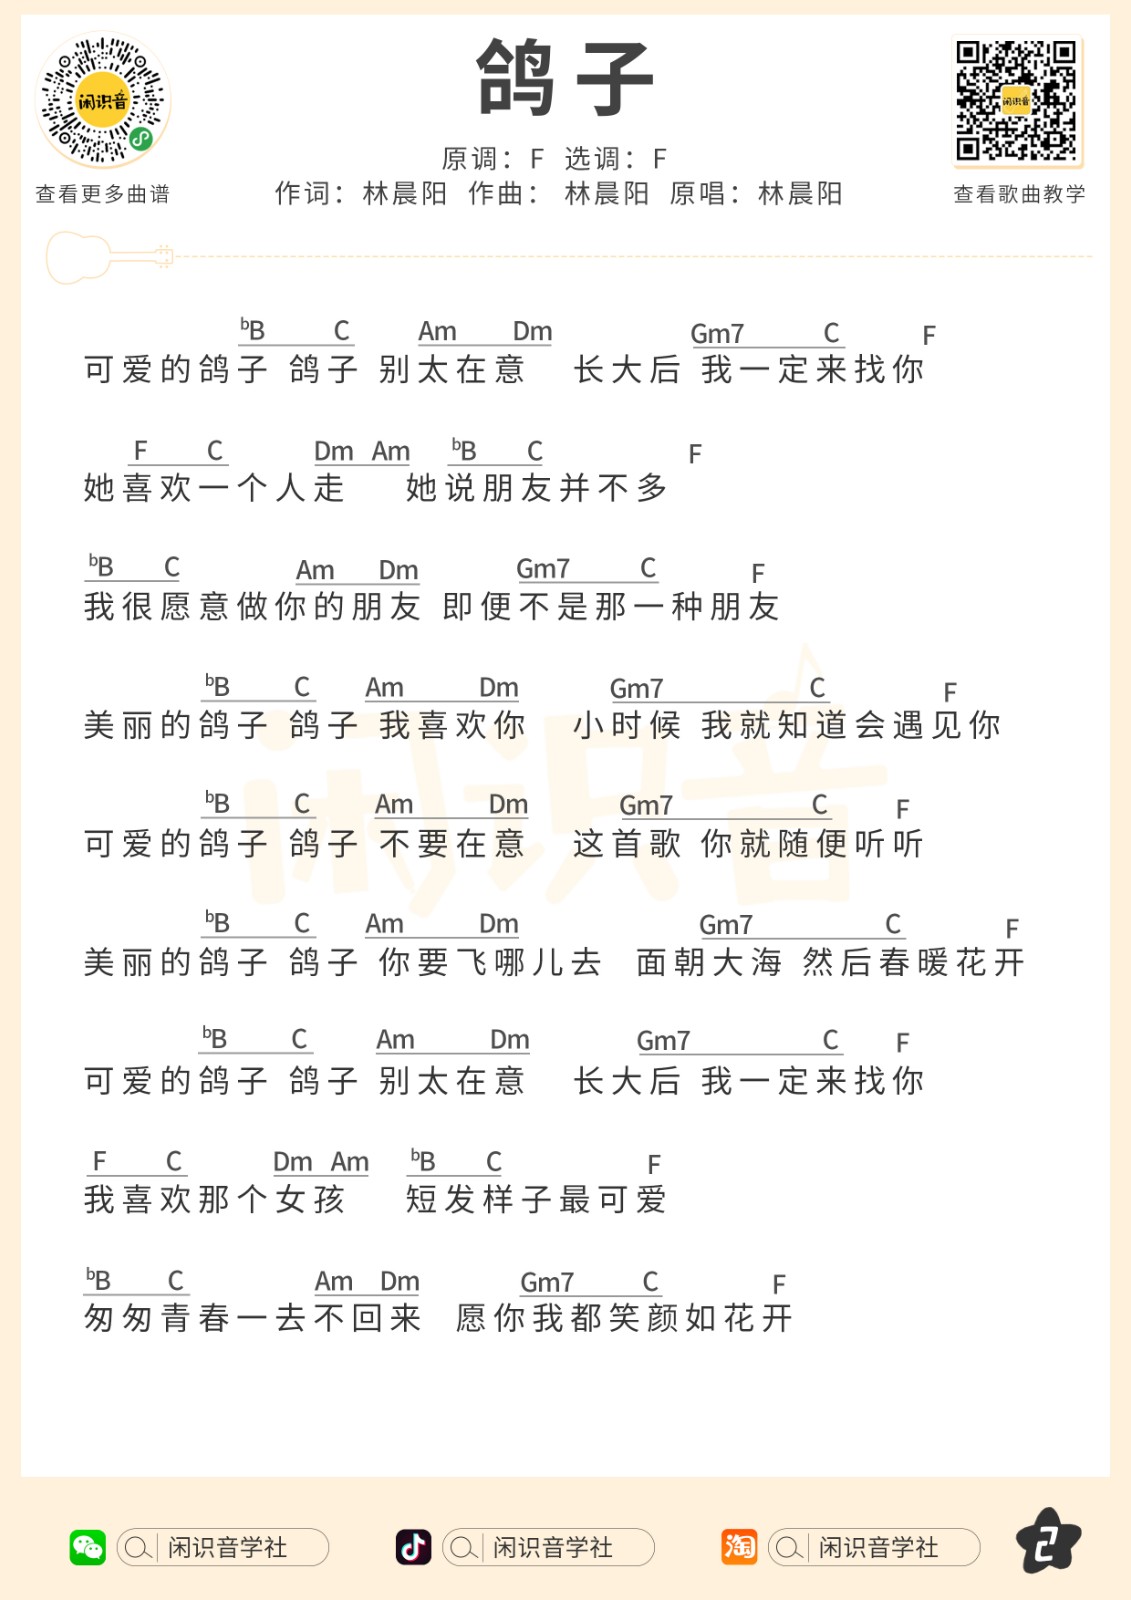 鸽子
原调：F 选调：F
作词：林晨阳 作曲： 林晨阳 原唱：林晨阳
闲识音
查看更多曲谱
闲识音
查看歌曲教学
bB C Am Dm Gm7 C F
可爱的鸽子 鸽子 别太在意 长大后 我一定来找你
F C Dm Am bB C F
她喜欢一个人走 她说朋友并不多
bB C Am Dm Gm7 C F
我很愿意做你的朋友 即便不是那一种朋友
bB C Am Dm Gm7 C F
美丽的鸽子 鸽子 我喜欢你 小时候 我就知道会遇见你
bB C Am Dm Gm7 C F
可爱的鸽子 鸽子 不要在意 这首歌 你就随便听听
bB C Am Dm Gm7 C F
美丽的鸽子 鸽子 你要飞哪儿去 面朝大海 然后春暖花开
bB C Am Dm Gm7 C F
可爱的鸽子 鸽子 别太在意 长大后 我一定来找你
F C Dm Am bB C F
我喜欢那个女孩 短发样子最可爱
bB C Am Dm Gm7 C F
匆匆青春一去不回来 愿你我都笑颜如花开
闲识音
闲识音学社 闲识音学社 淘 闲识音学社 2